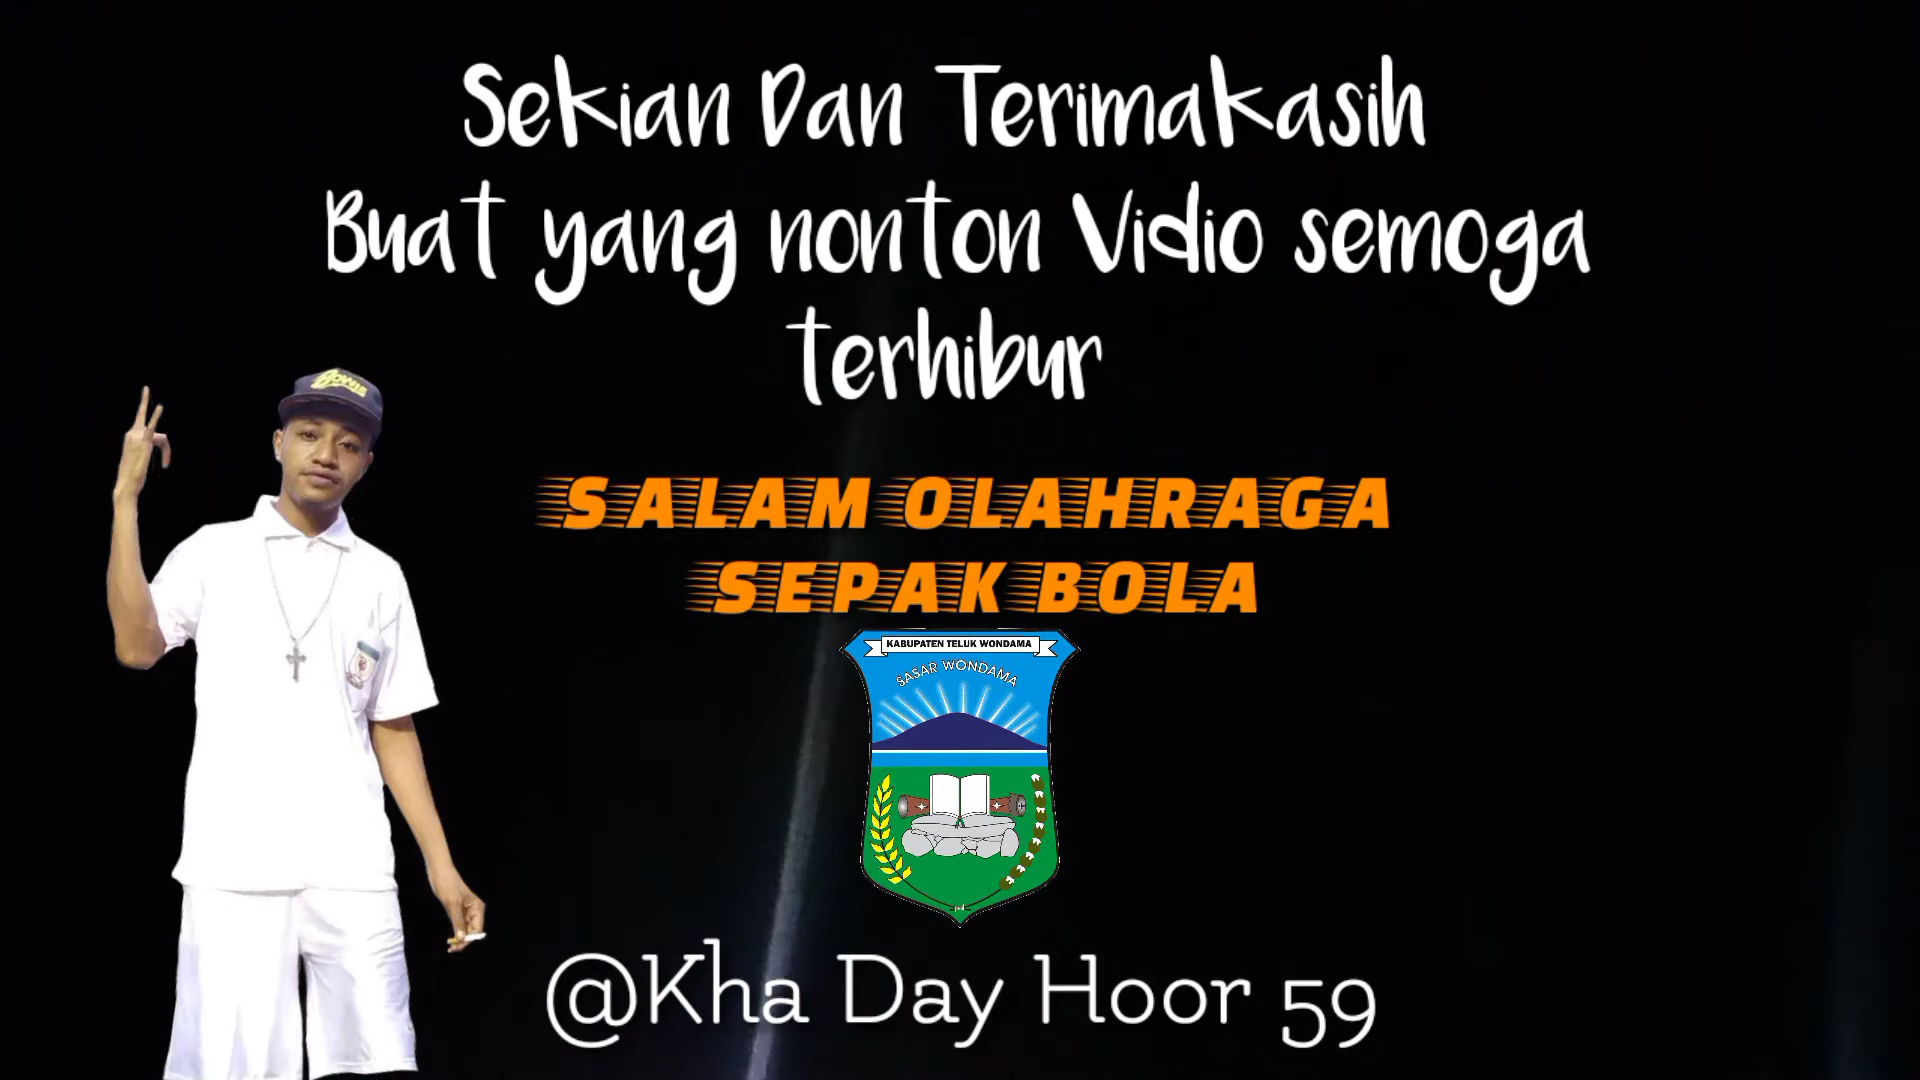 Sekian Dan Terimakasih
Buat yang nonton Vidio semoga
terhibur
SALAM OLAHRAGA
SEPAK BOLA
KABUPATEN TELUK WONDAMA
SASAR WONDAMA
@Kha Day Hoor 59